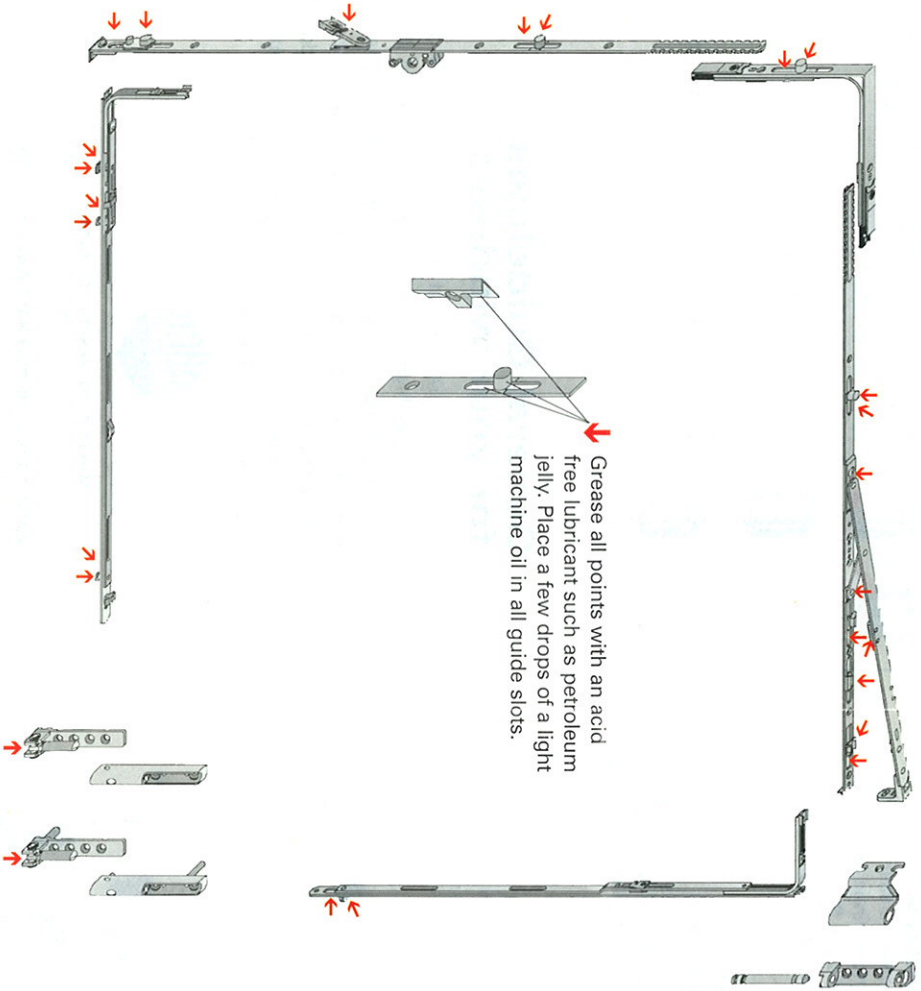 Grease all points with an acid
free lubricant such as petroleum
jelly. Place a few drops of a light
machine oil in all guide slots.